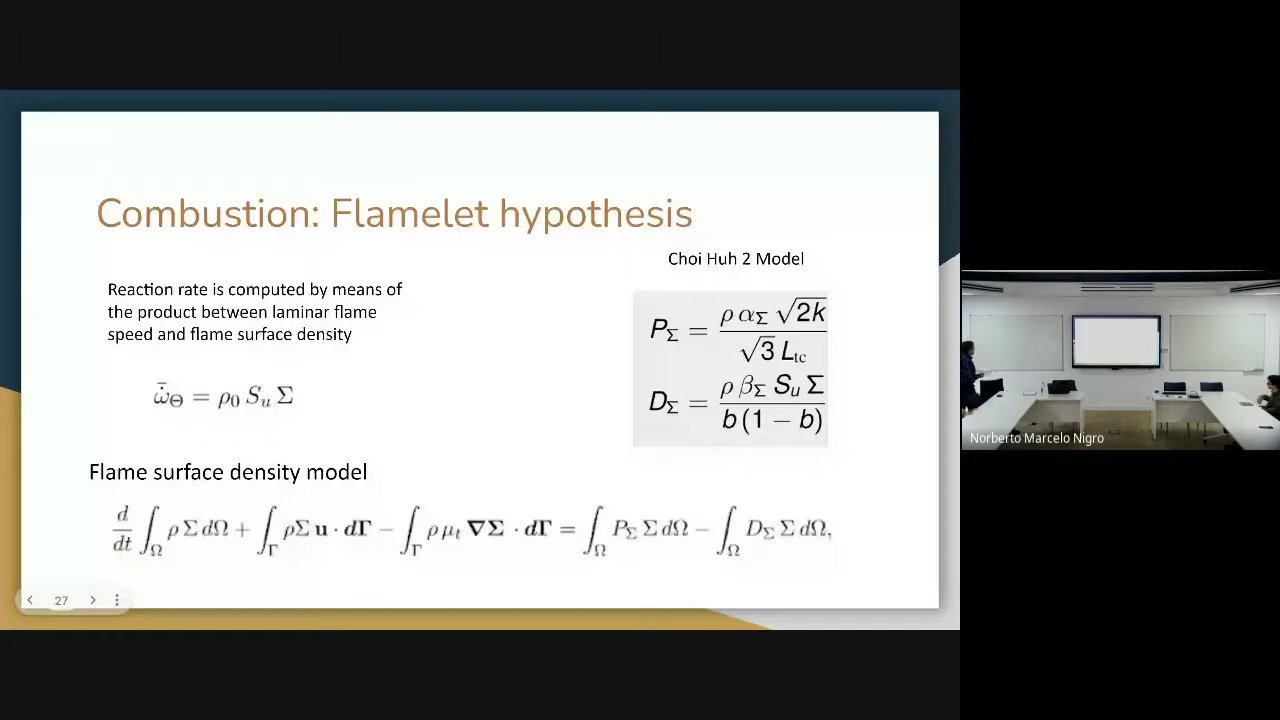 Combustion: Flamelet hypothesis
Choi Huh 2 Model
Reaction rate is computed by means of
the product between laminar flame
speed and flame surface density
P_Σ = ρ α_Σ √2k / √3 L_tc
D_Σ = ρ β_Σ S_u Σ / b (1 − b)
ω̄̇_Θ = ρ₀ S_u Σ
Flame surface density model
d/dt ∫_Ω ρ Σ dΩ + ∫_Γ ρΣ u · dΓ − ∫_Γ ρ μ_t ∇Σ · dΓ = ∫_Ω P_Σ Σ dΩ − ∫_Ω D_Σ Σ dΩ,
27
Norberto Marcelo Nigro